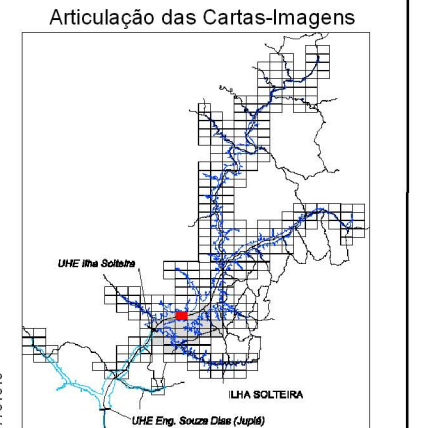 Articulação das Cartas-Imagens
UHE Ilha Solteira
ILHA SOLTEIRA
UHE Eng. Souza Dias (Jupiá)